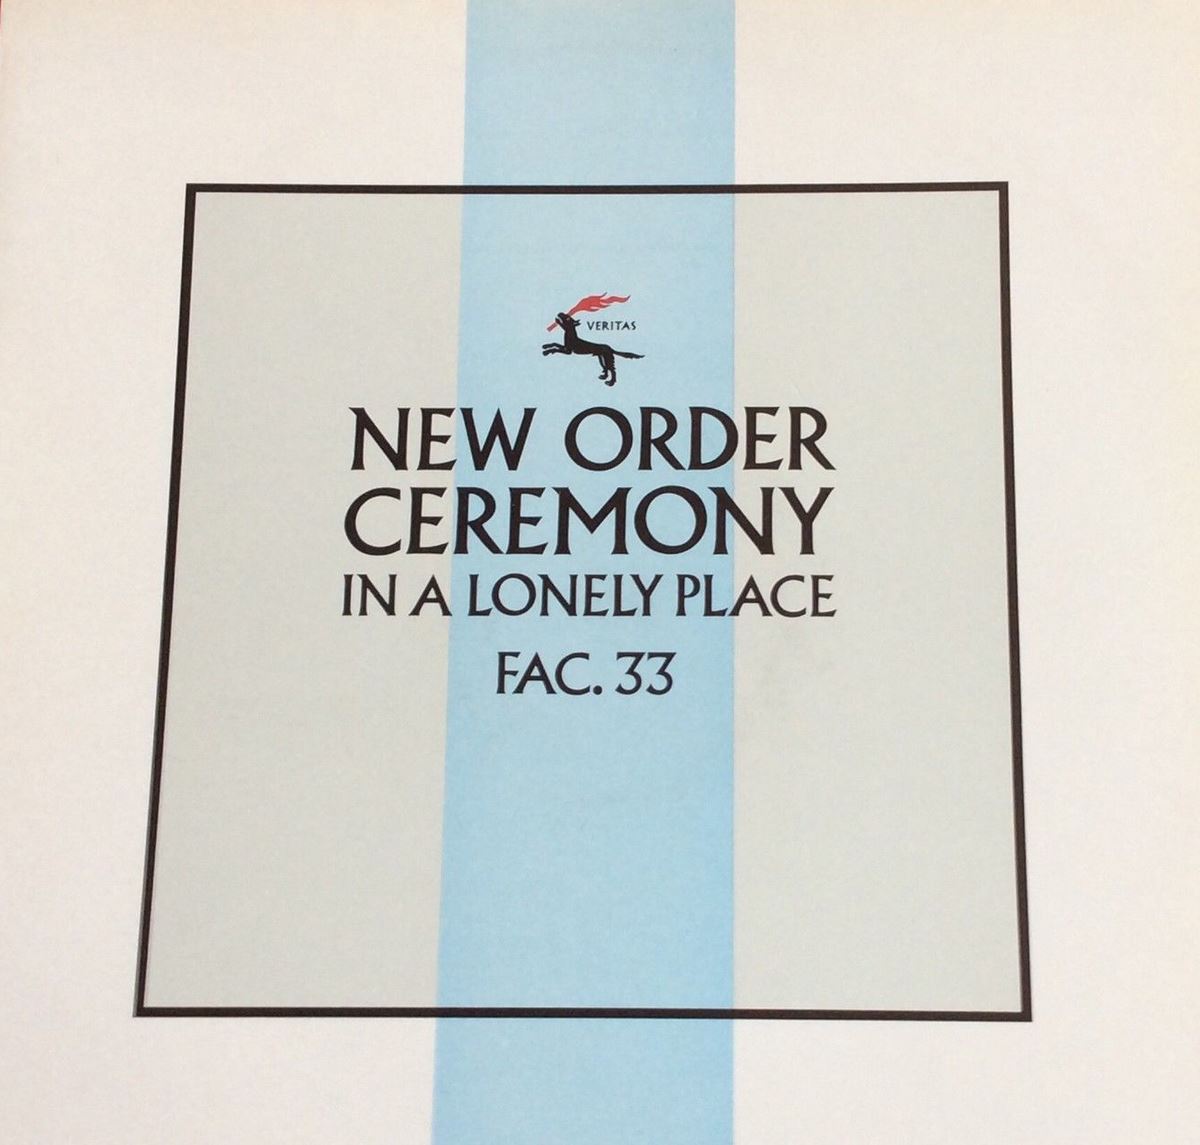 VERITAS
NEW ORDER
CEREMONY
IN A LONELY PLACE
FAC. 33